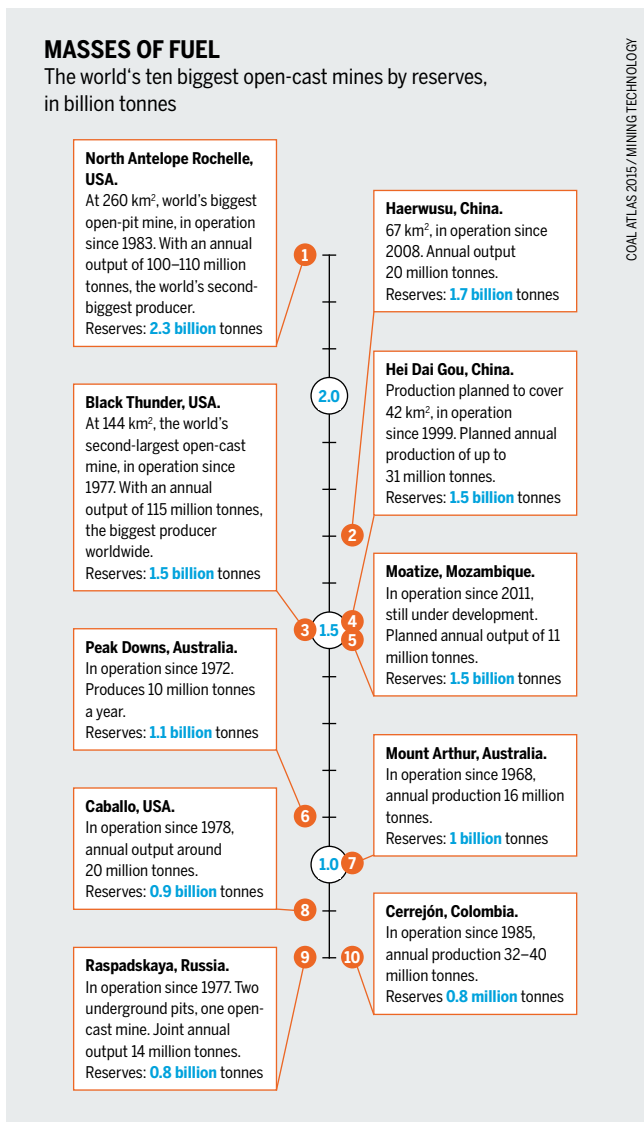 MASSES OF FUEL
The world‘s ten biggest open-cast mines by reserves,
in billion tonnes
COAL ATLAS 2015 / MINING TECHNOLOGY
North Antelope Rochelle,
USA.
At 260 km², world’s biggest
open-pit mine, in operation
since 1983. With an annual
output of 100–110 million
tonnes, the world’s second-
biggest producer.
Reserves: 2.3 billion tonnes
1
Haerwusu, China.
67 km², in operation since
2008. Annual output
20 million tonnes.
Reserves: 1.7 billion tonnes
2.0
2
Black Thunder, USA.
At 144 km², the world’s
second-largest open-cast
mine, in operation since
1977. With an annual
output of 115 million tonnes,
the biggest producer
worldwide.
Reserves: 1.5 billion tonnes
3
1.5
Hei Dai Gou, China.
Production planned to cover
42 km², in operation
since 1999. Planned annual
production of up to
31 million tonnes.
Reserves: 1.5 billion tonnes
4
5
Moatize, Mozambique.
In operation since 2011,
still under development.
Planned annual output of 11
million tonnes.
Reserves: 1.5 billion tonnes
Peak Downs, Australia.
In operation since 1972.
Produces 10 million tonnes
a year.
Reserves: 1.1 billion tonnes
6
Mount Arthur, Australia.
In operation since 1968,
annual production 16 million
tonnes.
Reserves: 1 billion tonnes
1.0
7
Caballo, USA.
In operation since 1978,
annual output around
20 million tonnes.
Reserves: 0.9 billion tonnes
8
Raspadskaya, Russia.
In operation since 1977. Two
underground pits, one open-
cast mine. Joint annual
output 14 million tonnes.
Reserves: 0.8 billion tonnes
9
10
Cerrejón, Colombia.
In operation since 1985,
annual production 32–40
million tonnes.
Reserves 0.8 million tonnes